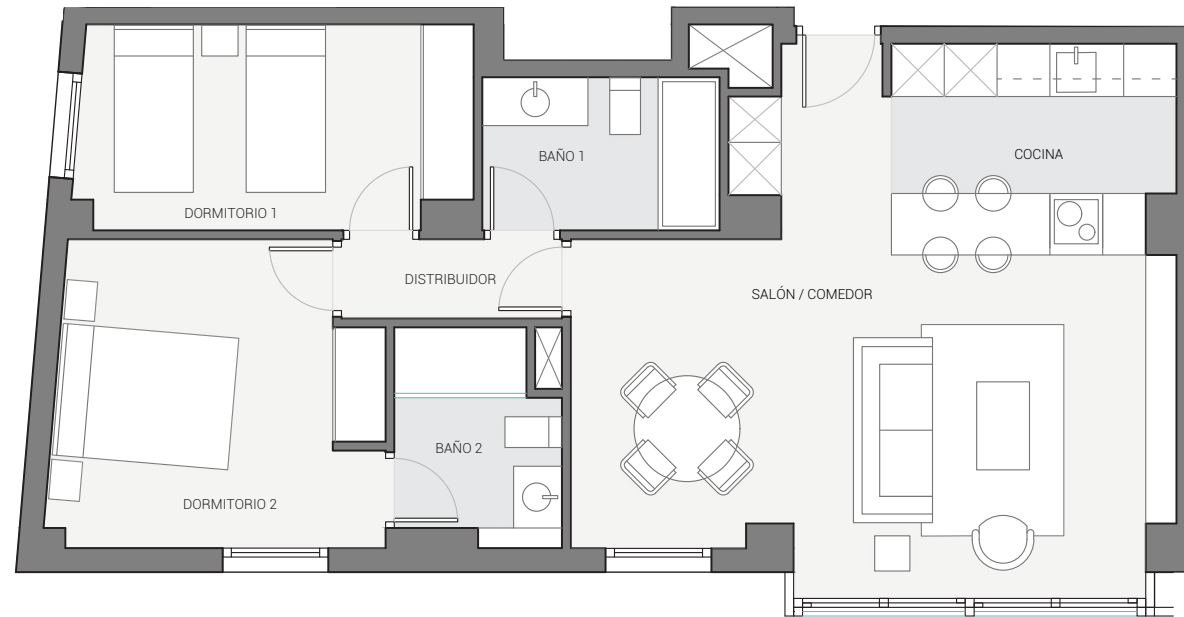 BAÑO 1
COCINA
DORMITORIO 1
DISTRIBUIDOR
SALÓN / COMEDOR
BAÑO 2
DORMITORIO 2